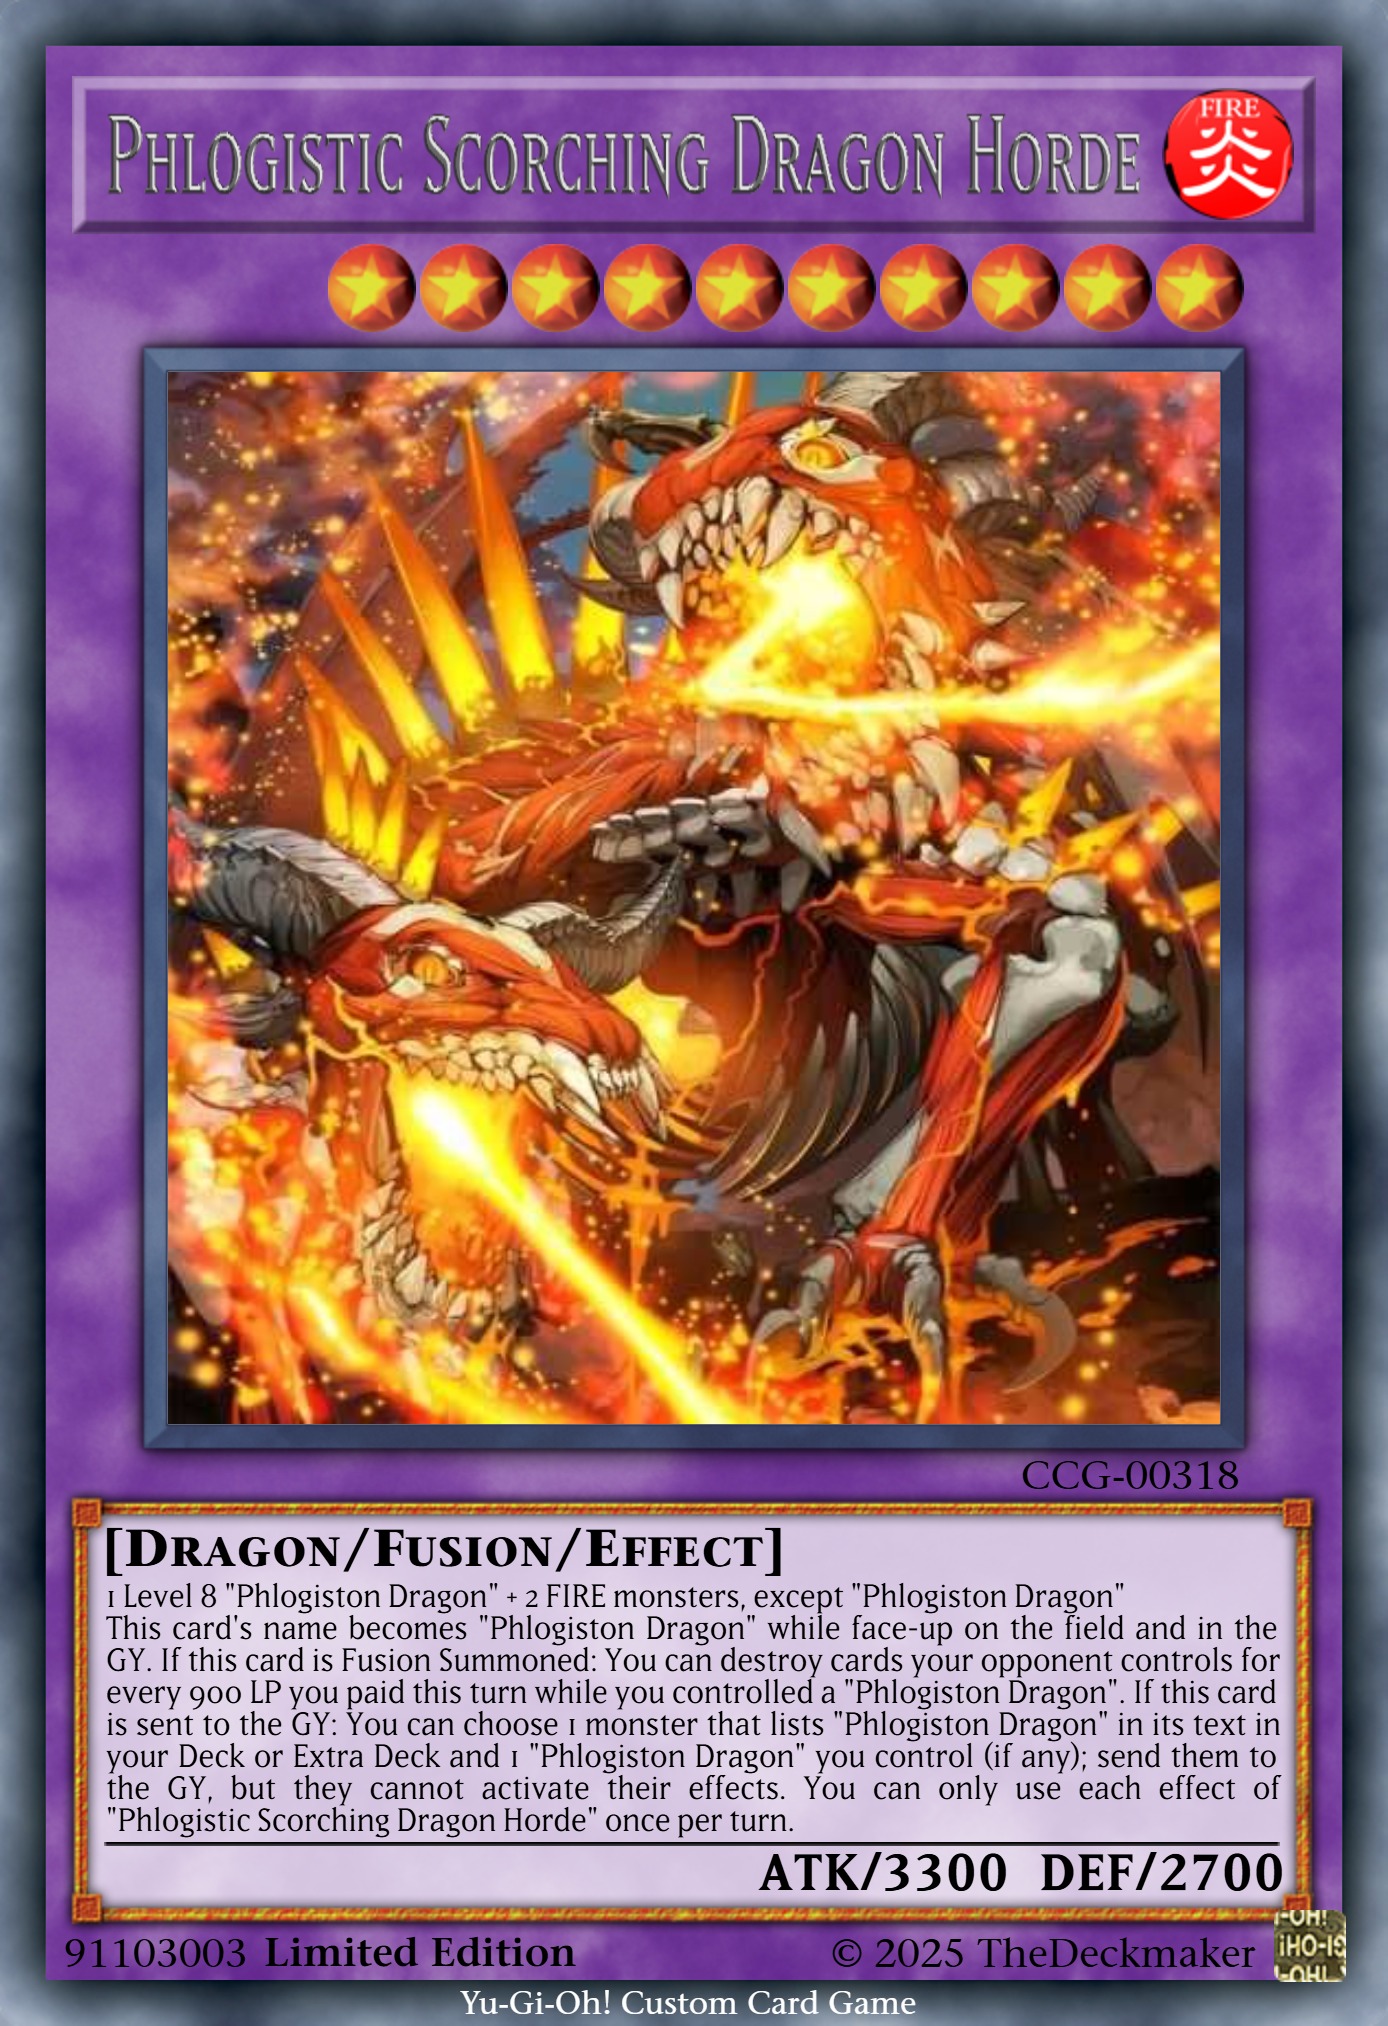 Phlogistic Scorching Dragon Horde
FIRE
炎
CCG-00318
[Dragon/Fusion/Effect]
1 Level 8 "Phlogiston Dragon" + 2 FIRE monsters, except "Phlogiston Dragon"
This card's name becomes "Phlogiston Dragon" while face-up on the field and in the
GY. If this card is Fusion Summoned: You can destroy cards your opponent controls for
every 900 LP you paid this turn while you controlled a "Phlogiston Dragon". If this card
is sent to the GY: You can choose 1 monster that lists "Phlogiston Dragon" in its text in
your Deck or Extra Deck and 1 "Phlogiston Dragon" you control (if any); send them to
the GY, but they cannot activate their effects. You can only use each effect of
"Phlogistic Scorching Dragon Horde" once per turn.
ATK/3300 DEF/2700
91103003 Limited Edition
© 2025 TheDeckmaker
Yu-Gi-Oh! Custom Card Game